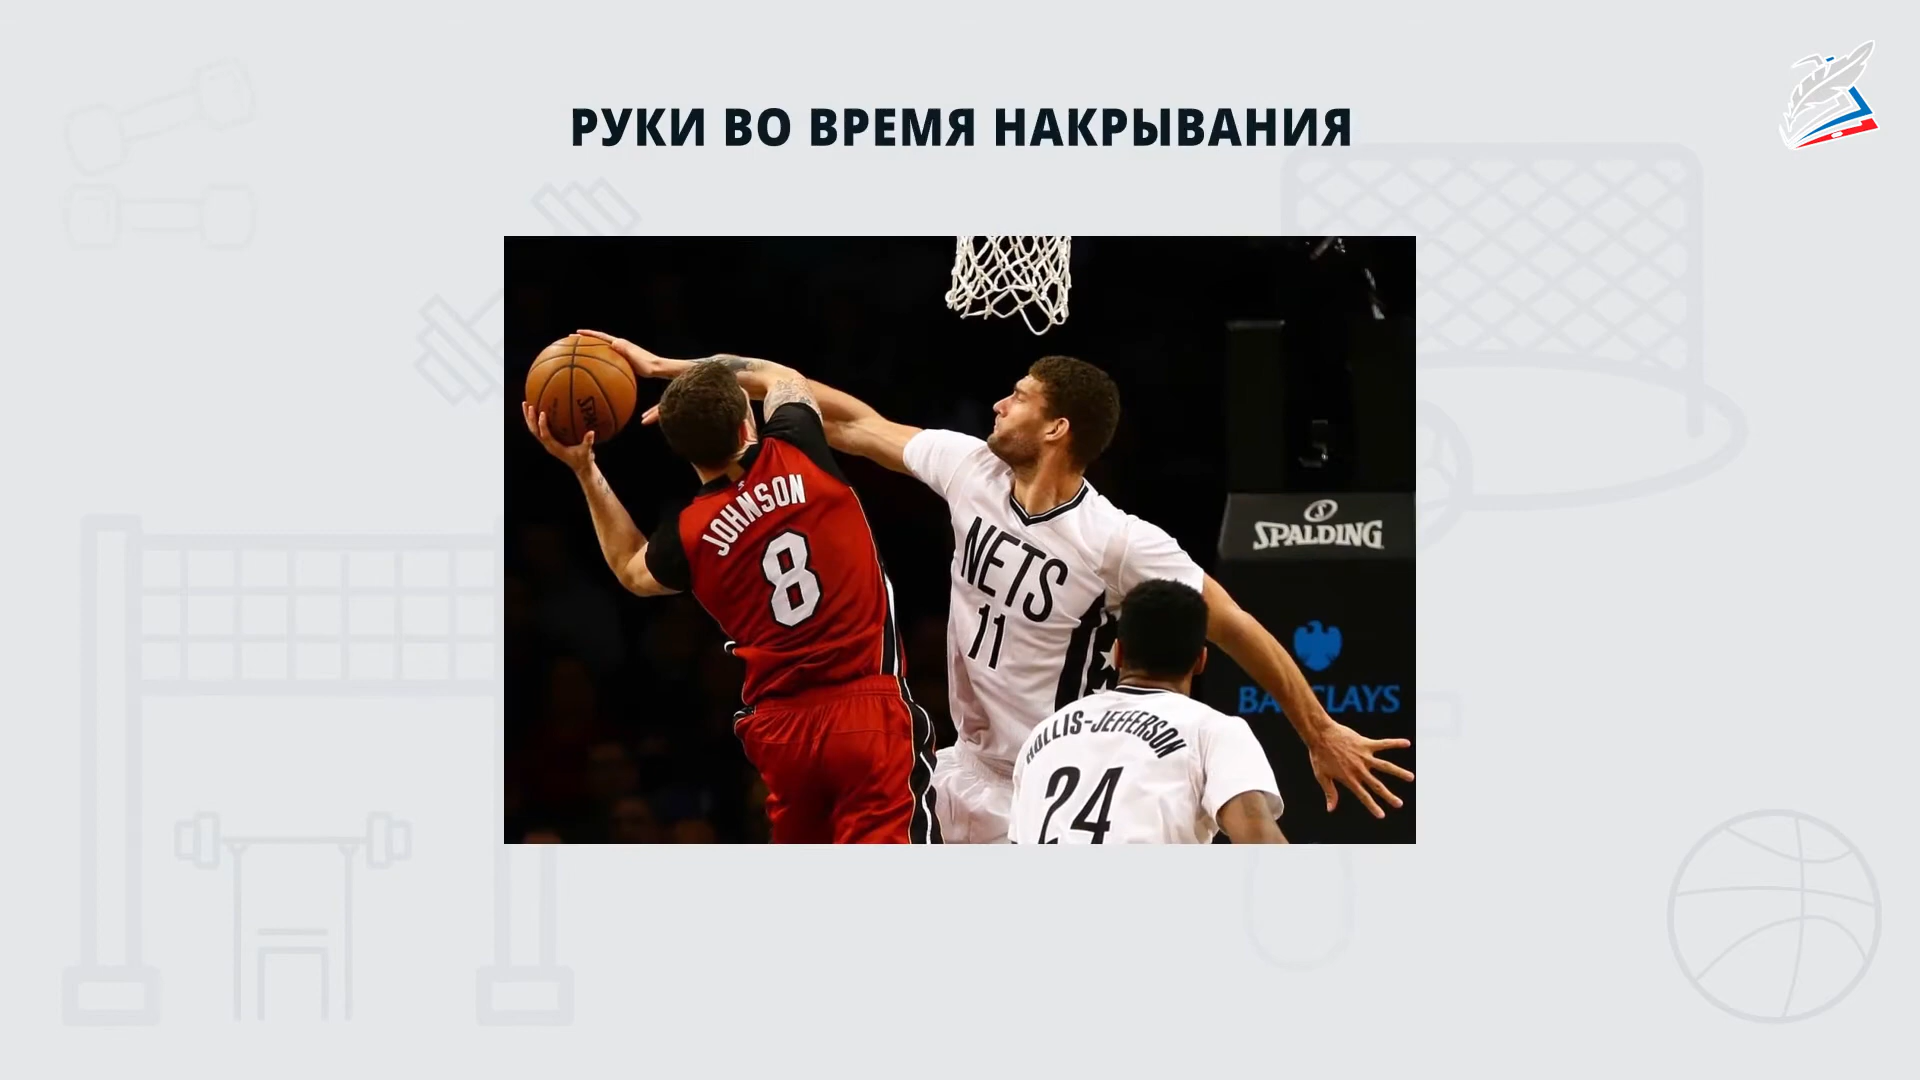 РУКИ ВО ВРЕМЯ НАКРЫВАНИЯ
JOHNSON
8
NETS
11
SPALDING
BARCLAYS
HOLLIS-JEFFERSON
24